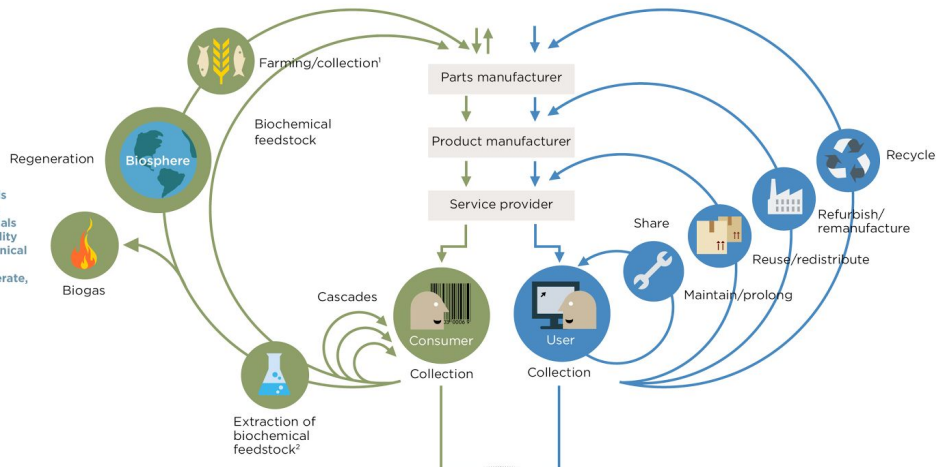 Farming/collection¹
Parts manufacturer
Biochemical
feedstock
Product manufacturer
Regeneration
Biosphere
Recycle
Service provider
Refurbish/
remanufacture
Share
Reuse/redistribute
Biogas
Maintain/prolong
Cascades
Consumer
User
Collection
Collection
Extraction of
biochemical
feedstock²